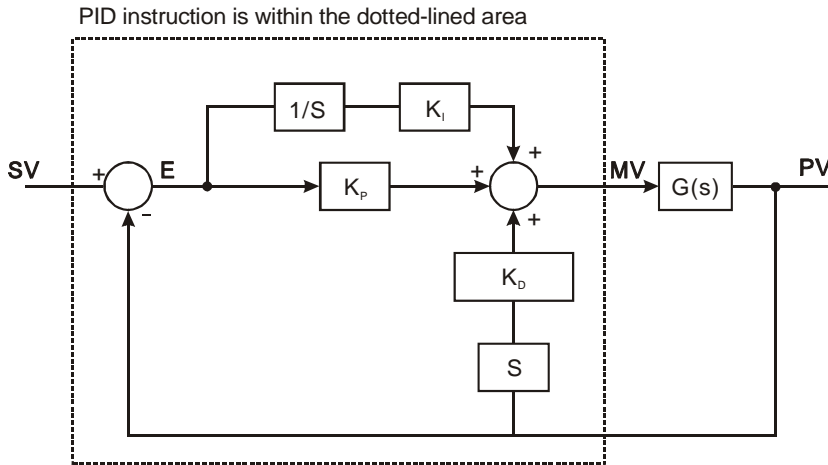 PID instruction is within the dotted-lined area
1/S
K_I
+
SV
+
E
K_P
+
MV
G(s)
PV
−
+
K_D
S